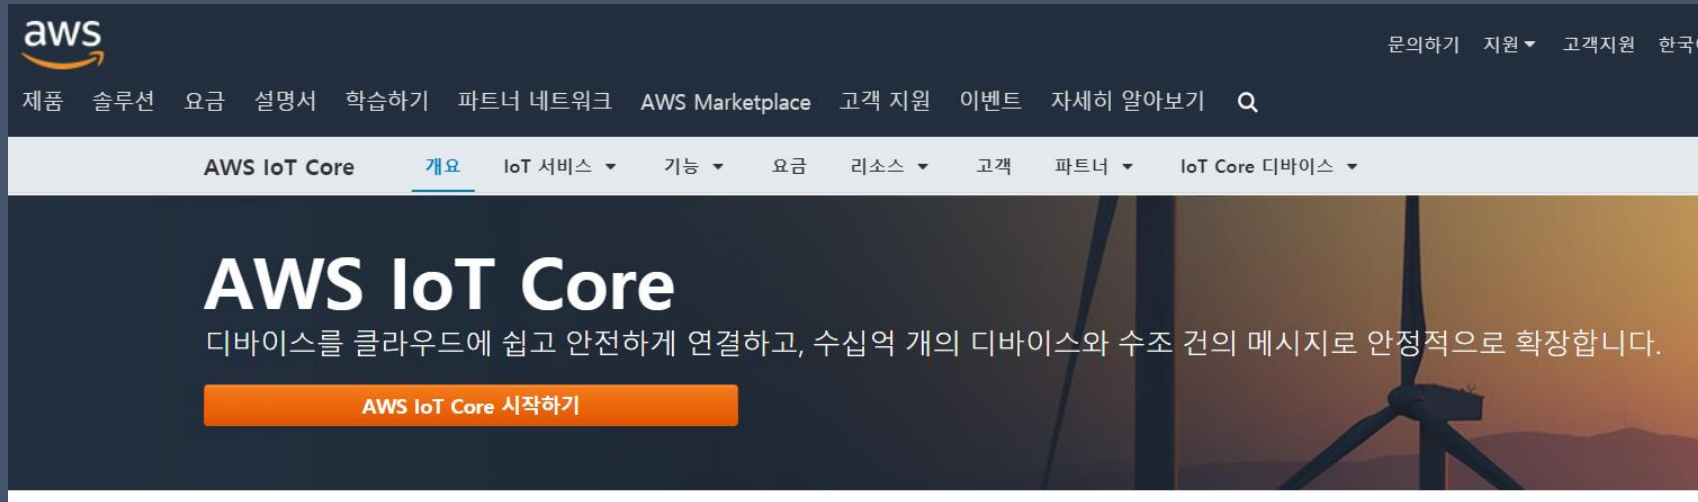 aws
문의하기 지원 고객지원
제품 솔루션 요금 설명서 학습하기 파트너 네트워크 AWS Marketplace 고객 지원 이벤트 자세히 알아보기
AWS IoT Core 개요 IoT 서비스 기능 요금 리소스 고객 파트너 IoT Core 디바이스
AWS IoT Core
디바이스를 클라우드에 쉽고 안전하게 연결하고, 수십억 개의 디바이스와 수조 건의 메시지로 안정적으로 확장합니다.
AWS IoT Core 시작하기